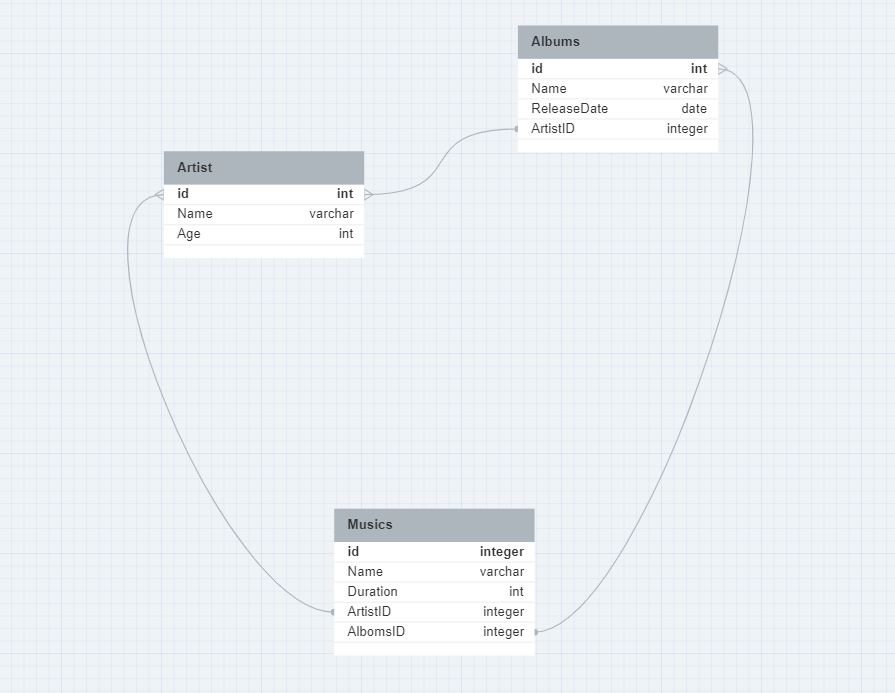 Albums
id int
Name varchar
ReleaseDate date
ArtistID integer
Artist
id int
Name varchar
Age int
Musics
id integer
Name varchar
Duration int
ArtistID integer
AlbomsID integer